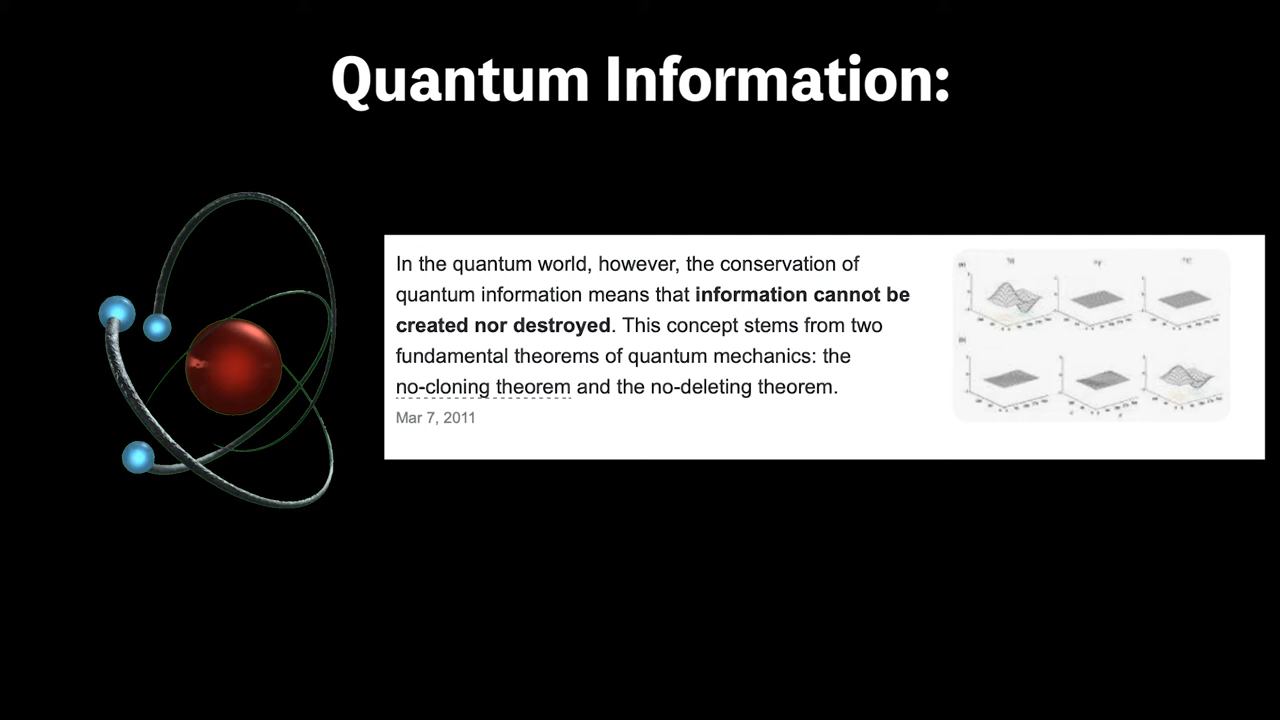 Quantum Information:
In the quantum world, however, the conservation of
quantum information means that information cannot be
created nor destroyed. This concept stems from two
fundamental theorems of quantum mechanics: the
no-cloning theorem and the no-deleting theorem.
Mar 7, 2011